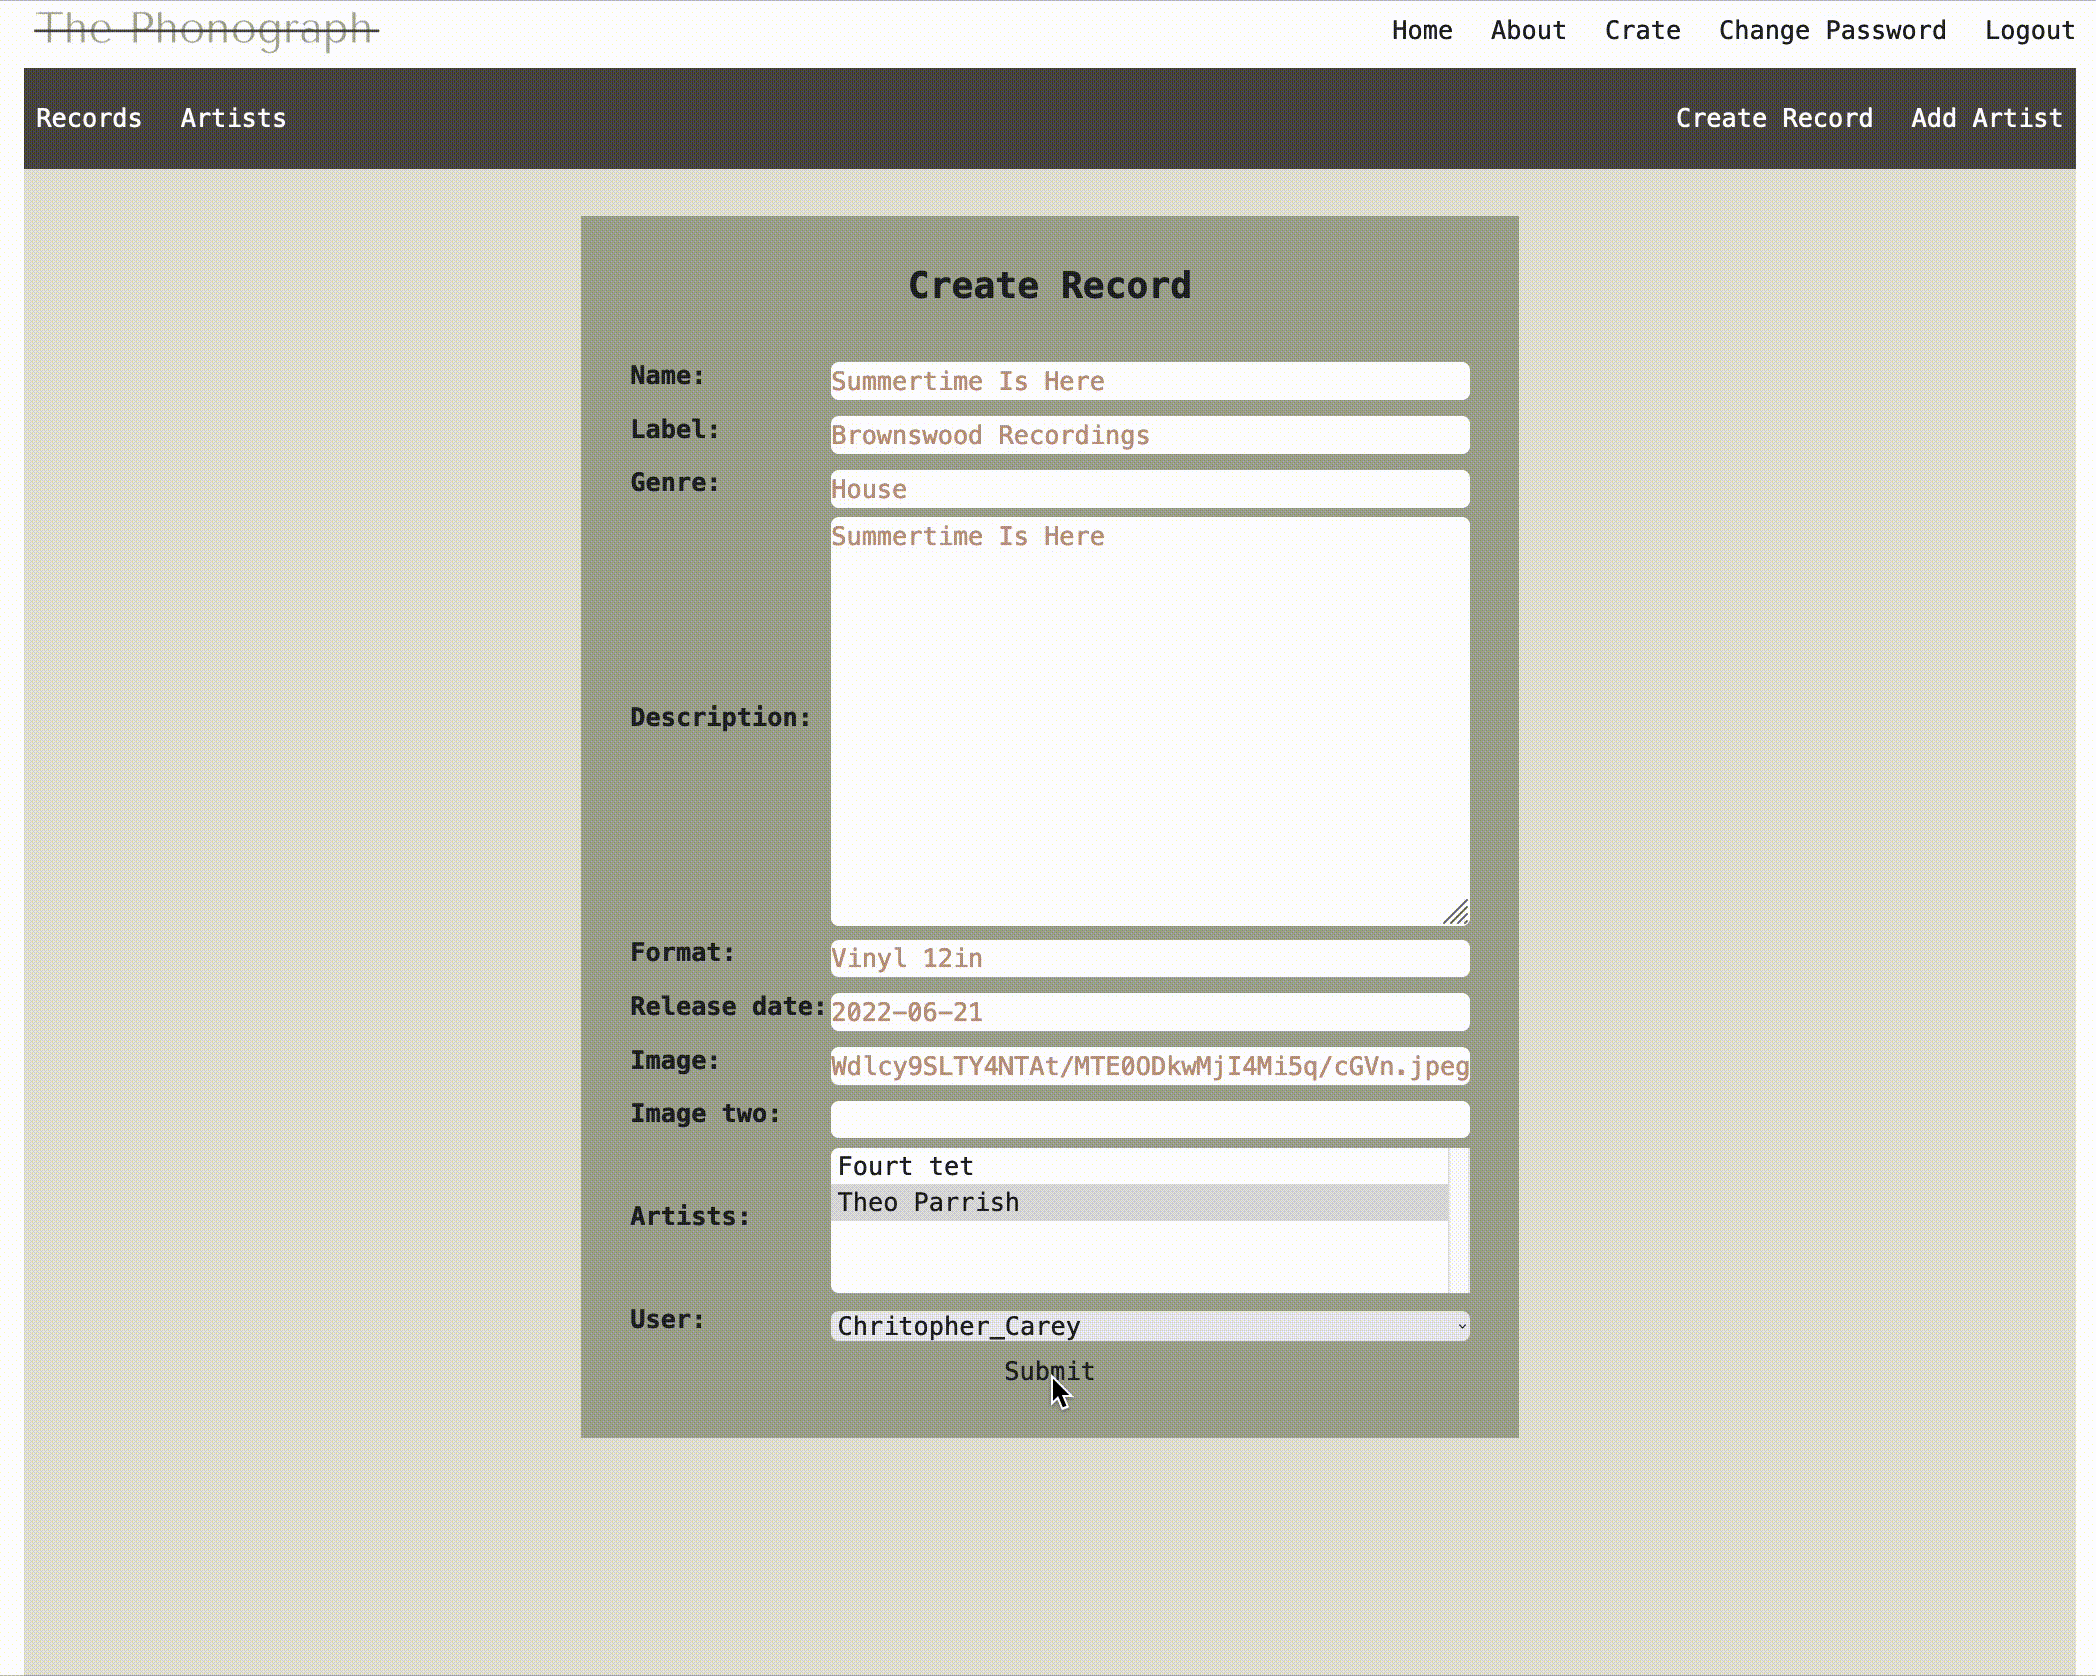 The Phonograph
Home About Crate Change Password Logout
Records Artists Create Record Add Artist
Create Record
Name: Summertime Is Here
Label: Brownswood Recordings
Genre: House
Description: Summertime Is Here
Format: Vinyl 12in
Release date: 2022-06-21
Image: Wdlcy9SLTY4NTAt/MTE0ODkwMjI4Mi5q/cGVn.jpeg
Image two:
Artists: Fourt tet
Theo Parrish
User: Chritopher_Carey
Submit